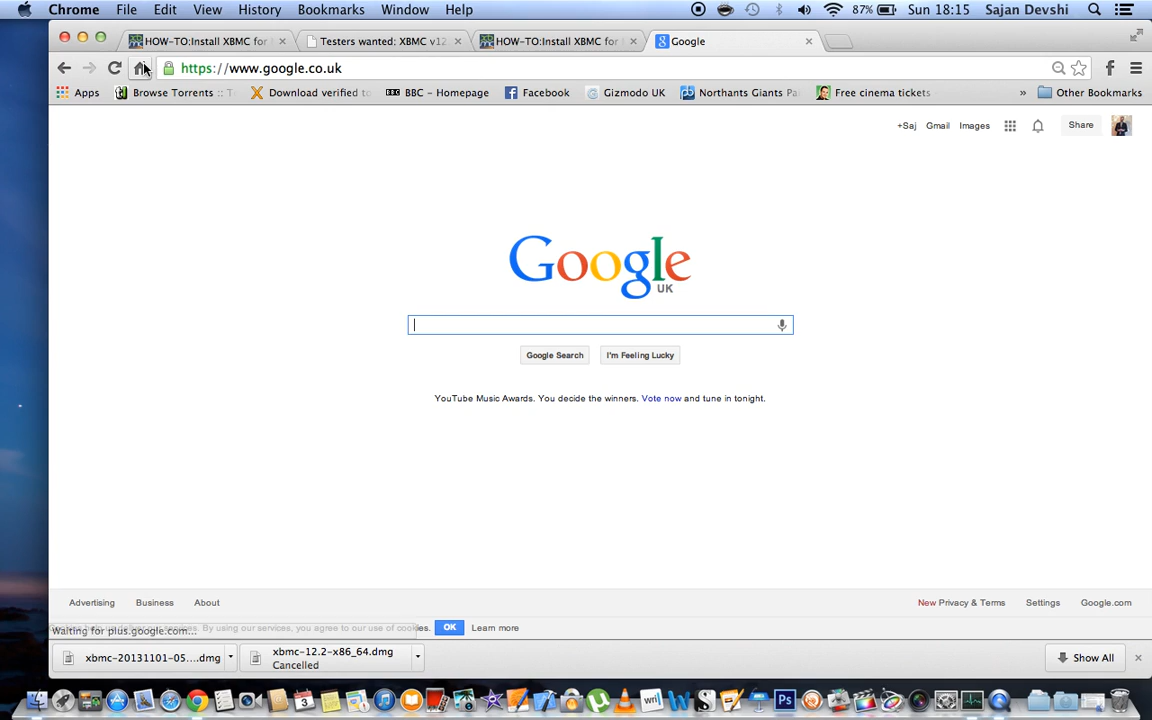 Chrome File Edit View History Bookmarks Window Help 87% Sun 18:15 Sajan Devshi
HOW-TO:Install XBMC for Testers wanted: XBMC v12 HOW-TO:Install XBMC for Google
https://www.google.co.uk
Apps Browse Torrents :: Download verified BBC - Homepage Facebook Gizmodo UK Northants Giants Free cinema tickets » Other Bookmarks
+Saj Gmail Images Share
Google
UK
Google Search I'm Feeling Lucky
YouTube Music Awards. You decide the winners. Vote now and tune in tonight.
Advertising Business About New Privacy & Terms Settings Google.com
Waiting for plus.google.com... By using our services, you agree to our use of cookies. OK Learn more
xbmc-20131101-05....dmg xbmc-12.2-x86_64.dmg Show All
Cancelled